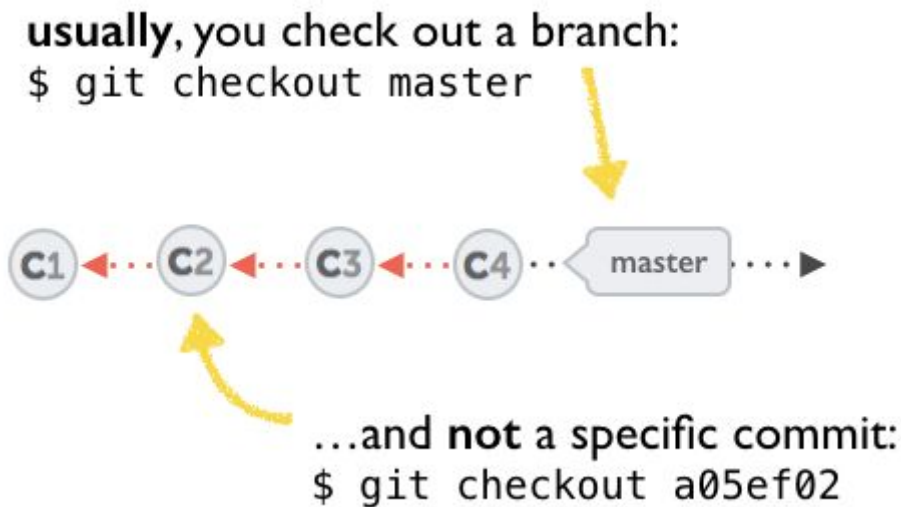 usually, you check out a branch:
$ git checkout master
C1 C2 C3 C4 master
…and not a specific commit:
$ git checkout a05ef02